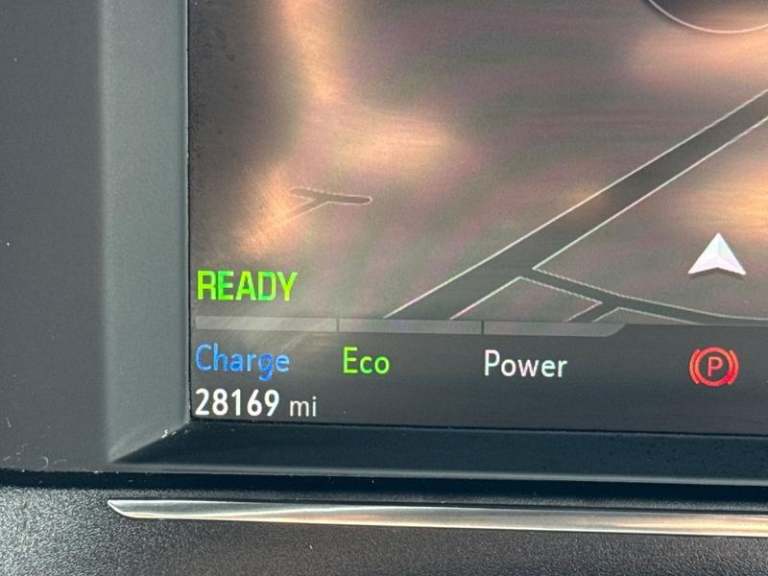 READY
Charge Eco Power P
28169 mi